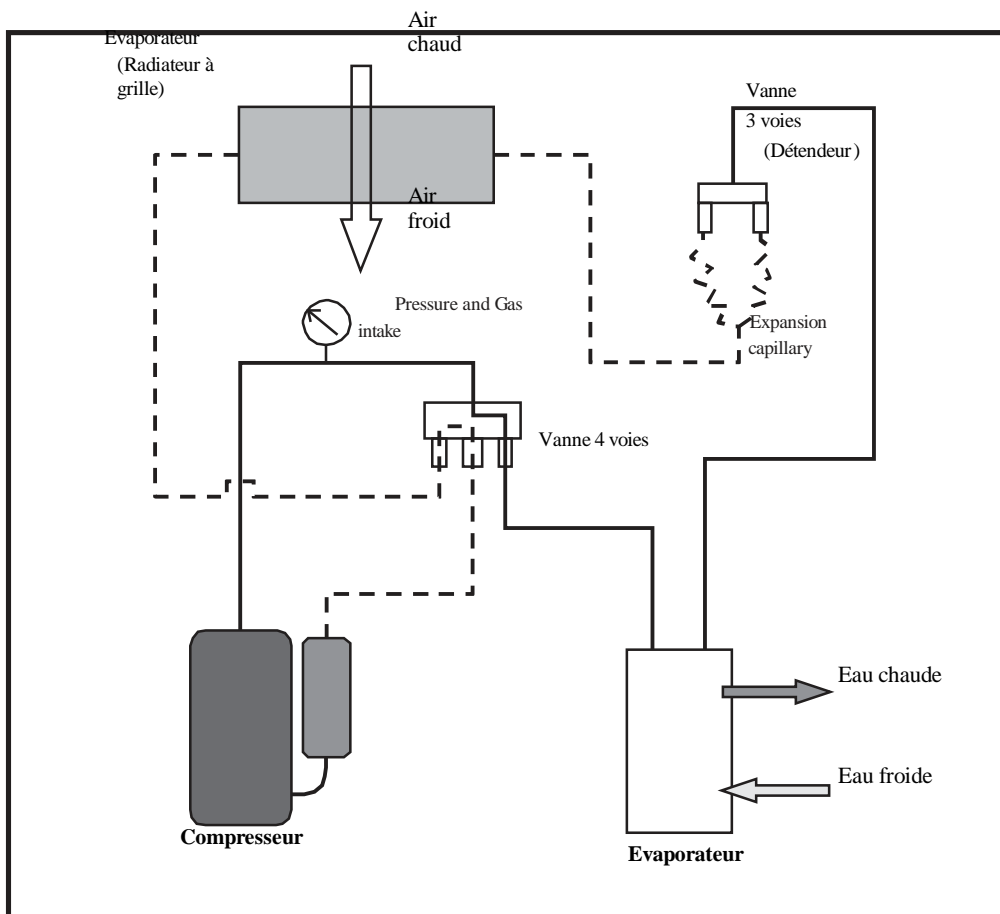 Air
chaud
Evaporateur
(Radiateur à
grille)
Vanne
3 voies
(Détendeur)
Air
froid
Pressure and Gas
intake
Expansion
capillary
Vanne 4 voies
Eau chaude
Eau froide
Compresseur
Evaporateur